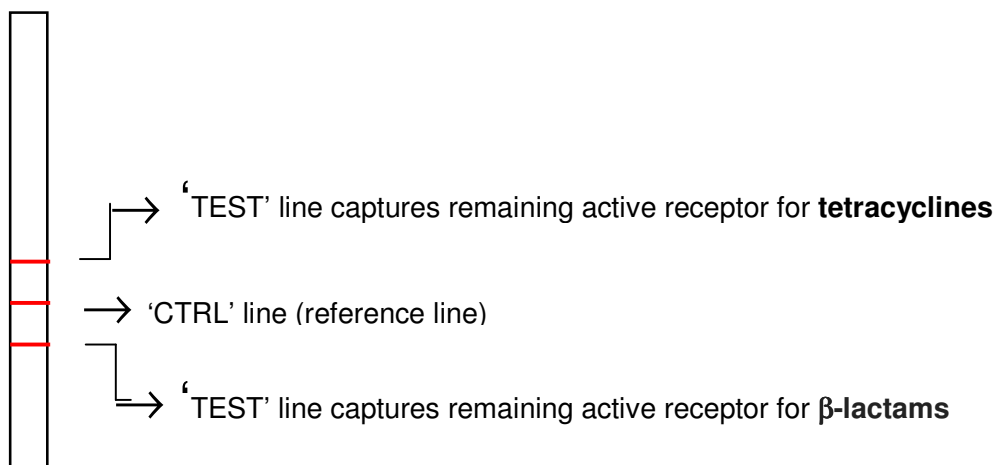 ‘TEST’ line captures remaining active receptor for tetracyclines
‘CTRL’ line (reference line)
‘TEST’ line captures remaining active receptor for β-lactams